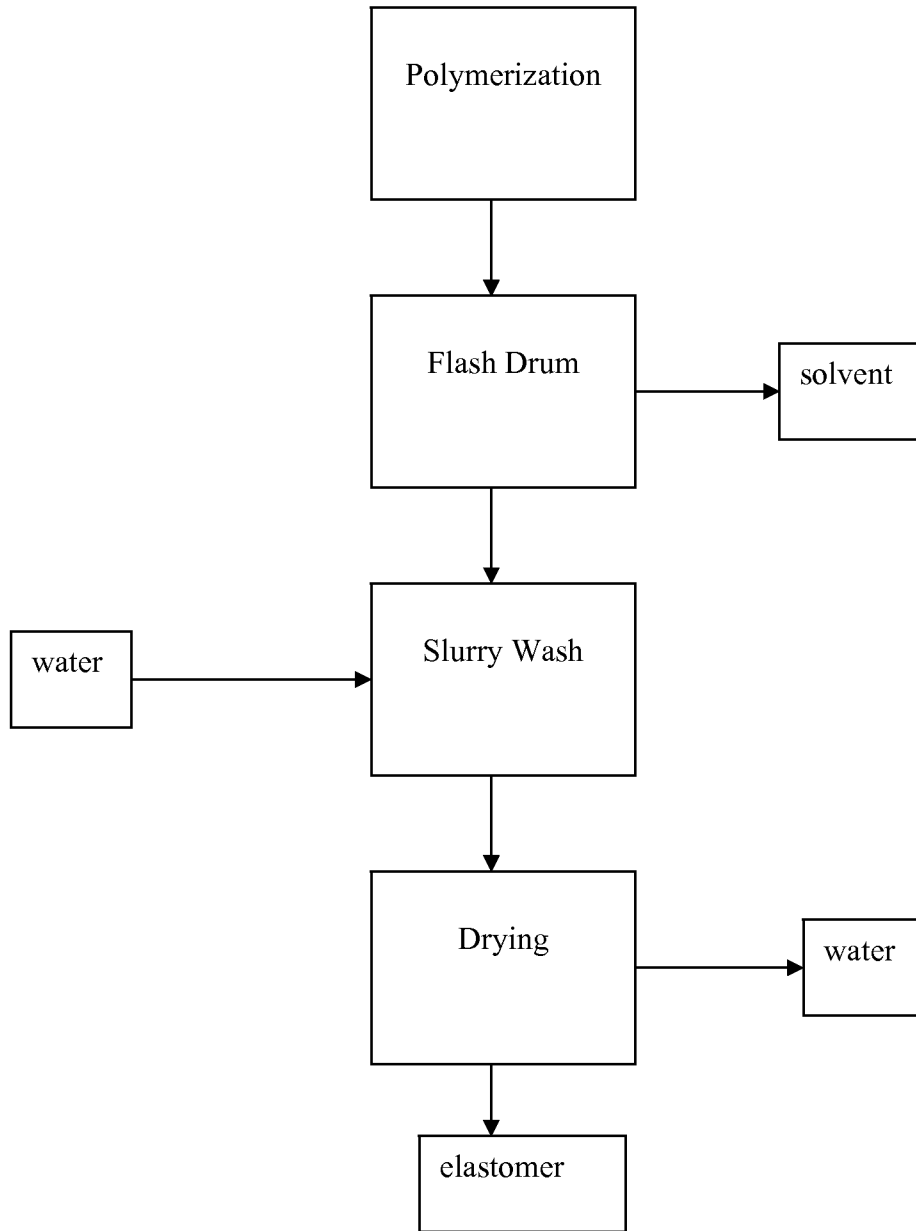 Polymerization
Flash Drum
solvent
Slurry Wash
water
Drying
water
elastomer